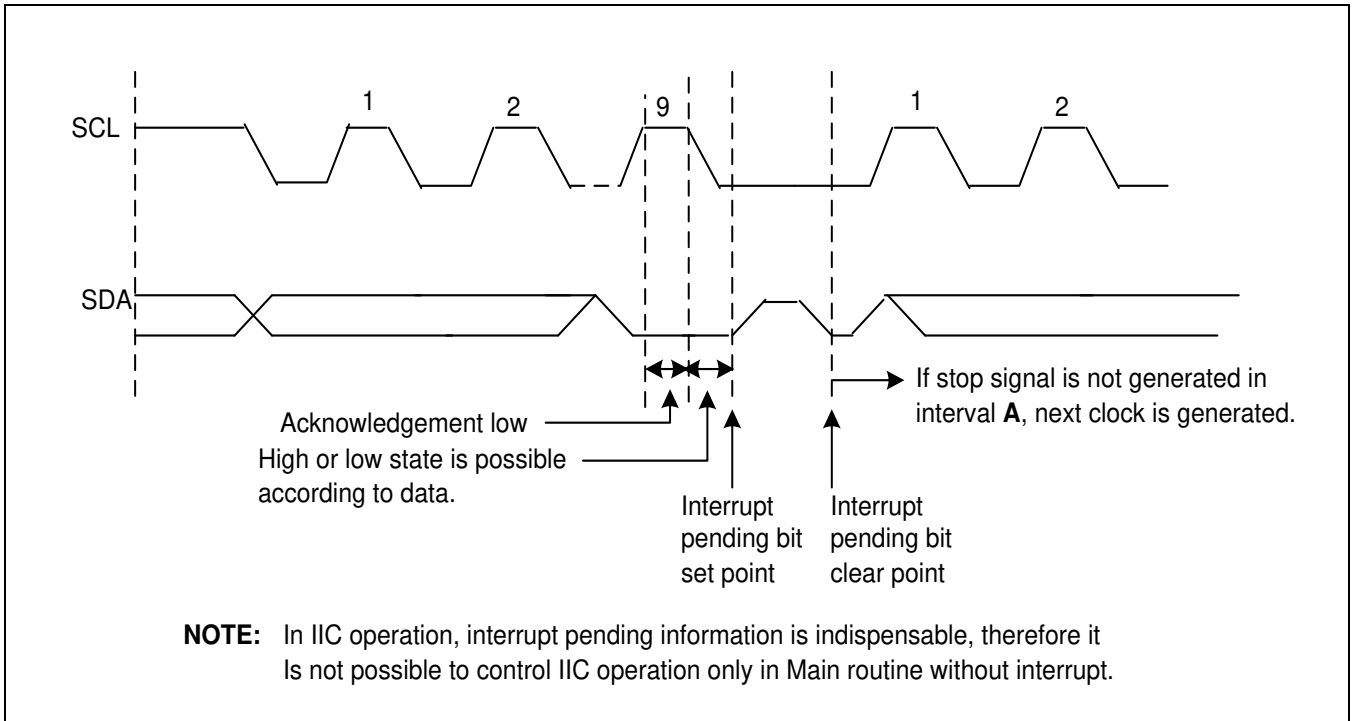 1
2
9
1
2
SCL
SDA
If stop signal is not generated in
interval A, next clock is generated.
Acknowledgement low
High or low state is possible
according to data.
Interrupt
pending bit
set point
Interrupt
pending bit
clear point
NOTE: In IIC operation, interrupt pending information is indispensable, therefore it
Is not possible to control IIC operation only in Main routine without interrupt.